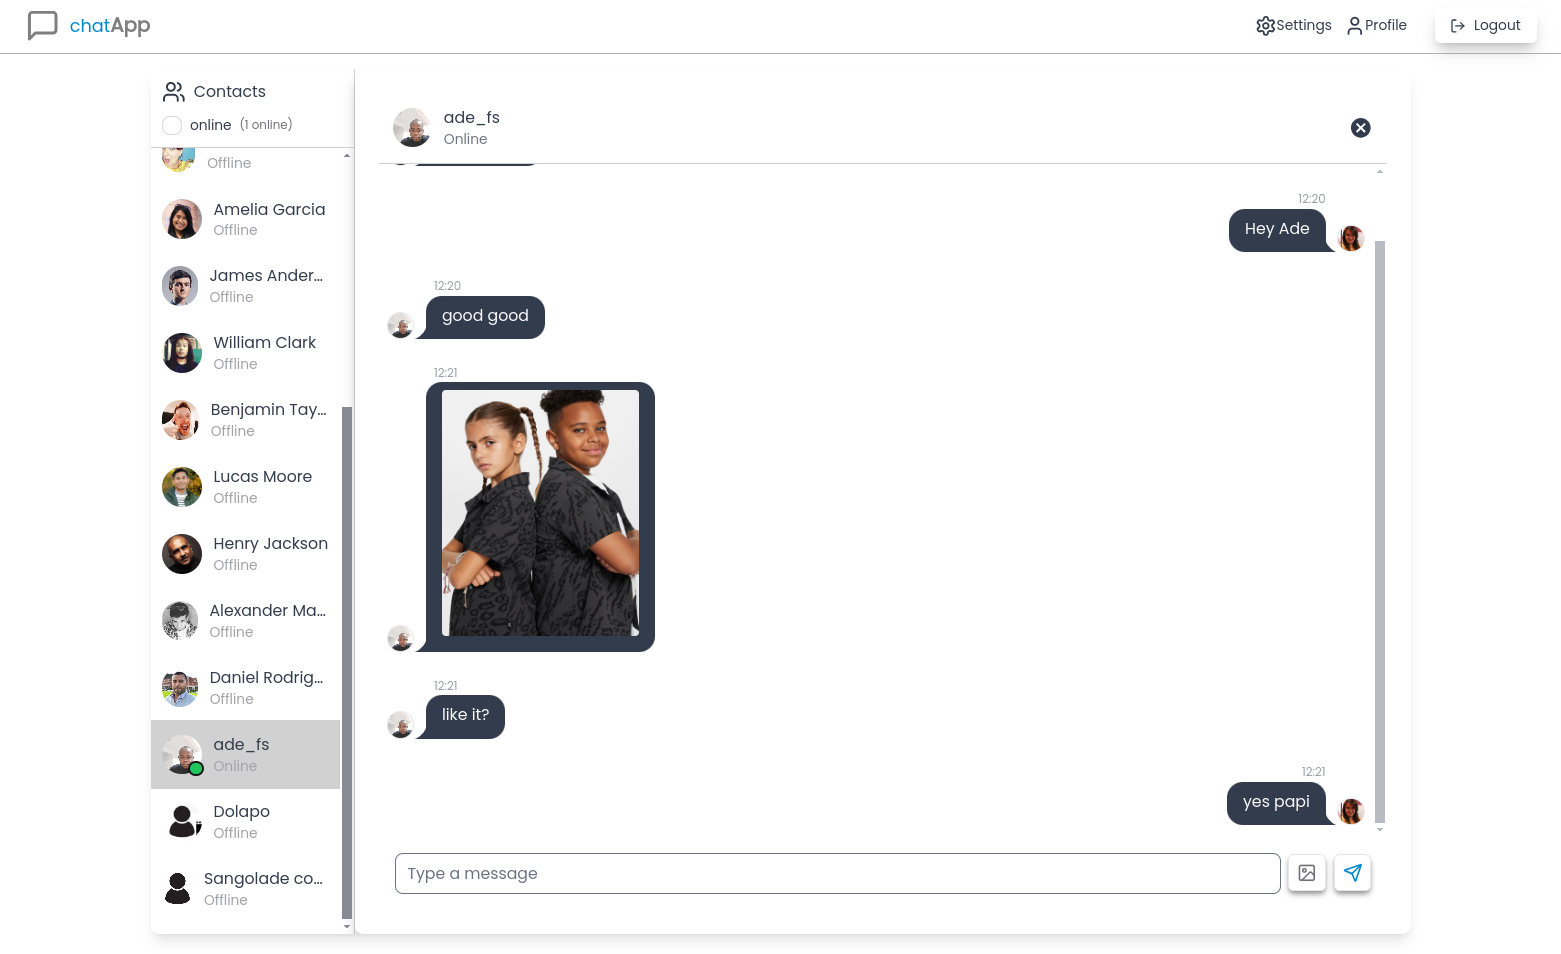 chatApp
Settings
Profile
Logout
Contacts
online (1 online)
Offline
Amelia Garcia
Offline
James Ander...
Offline
William Clark
Offline
Benjamin Tay...
Offline
Lucas Moore
Offline
Henry Jackson
Offline
Alexander Ma...
Offline
Daniel Rodrig...
Offline
ade_fs
Online
Dolapo
Offline
Sangolade co...
Offline
ade_fs
Online
12:20
Hey Ade
12:20
good good
12:21
12:21
like it?
12:21
yes papi
Type a message